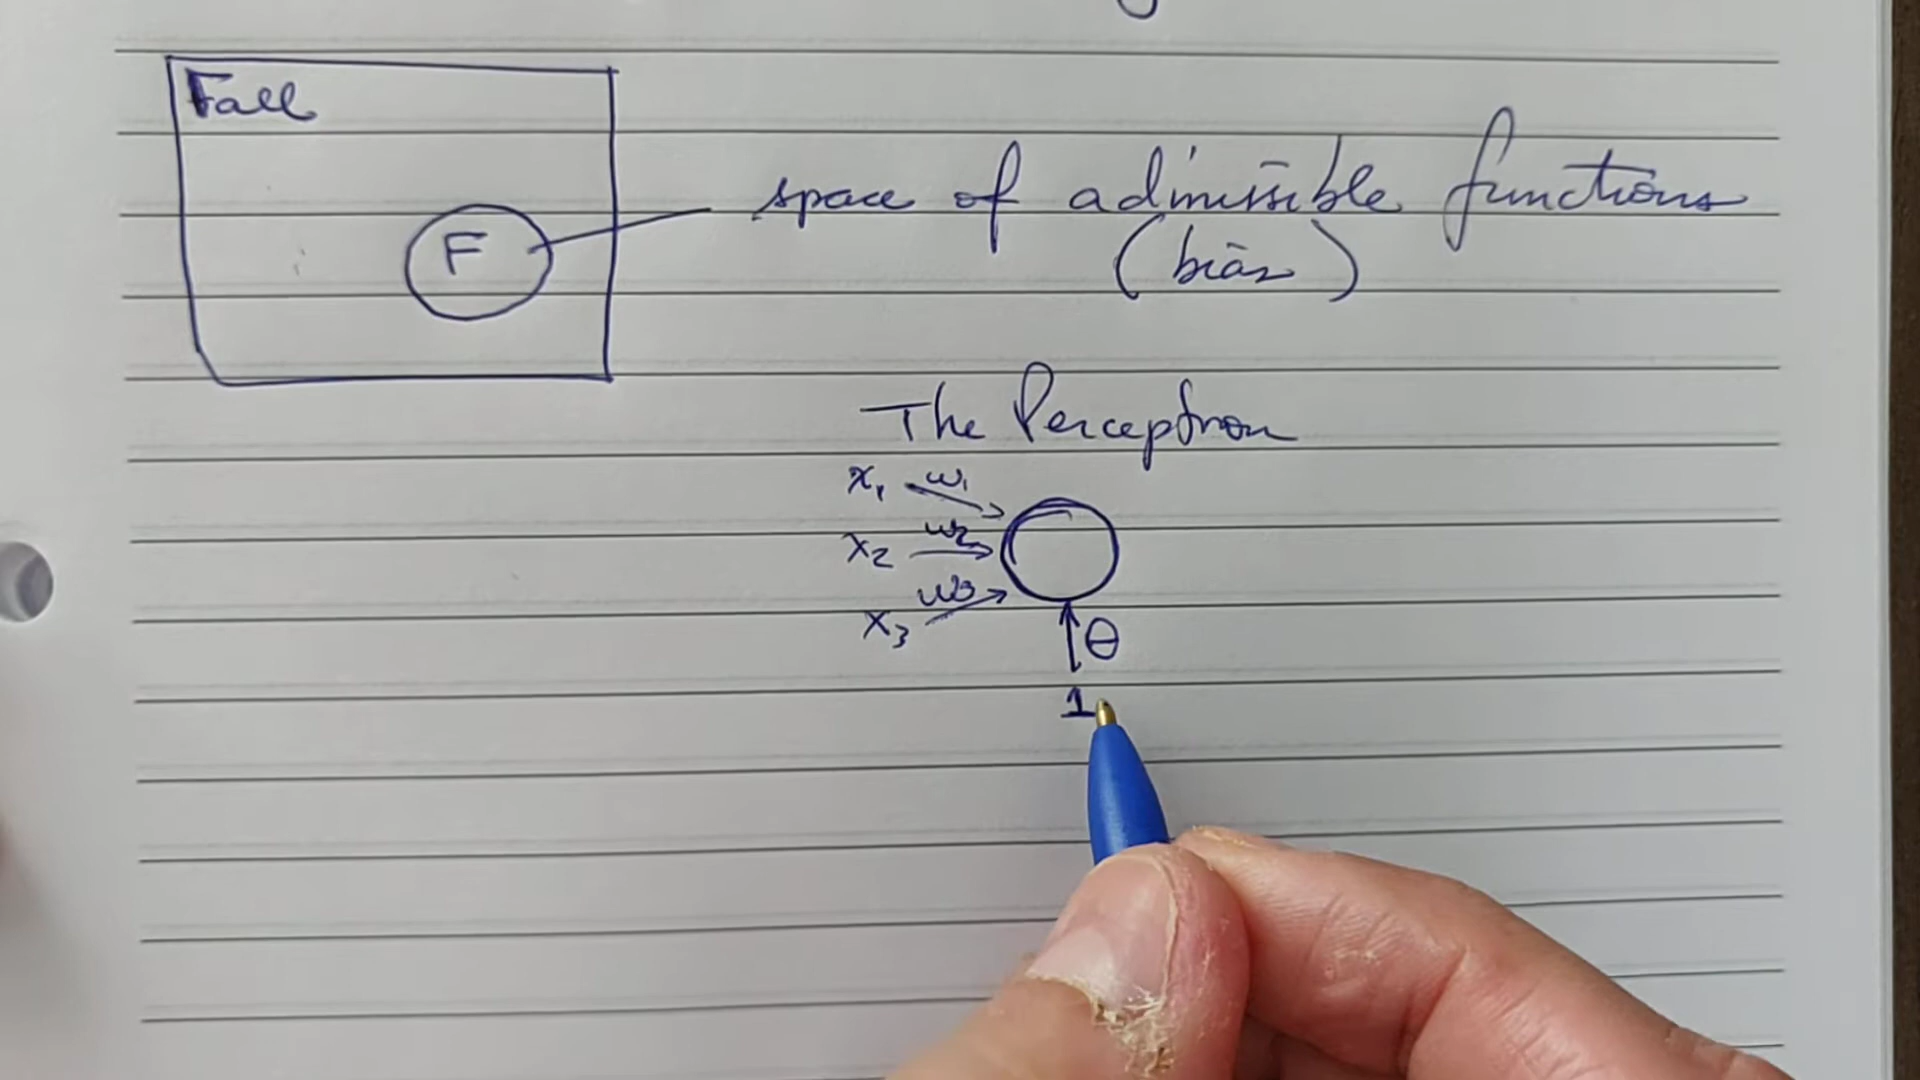 Fall
F
space of admissible functions
(bias)
The Perceptron
x1 w1
x2 w2
x3 w3
θ
1